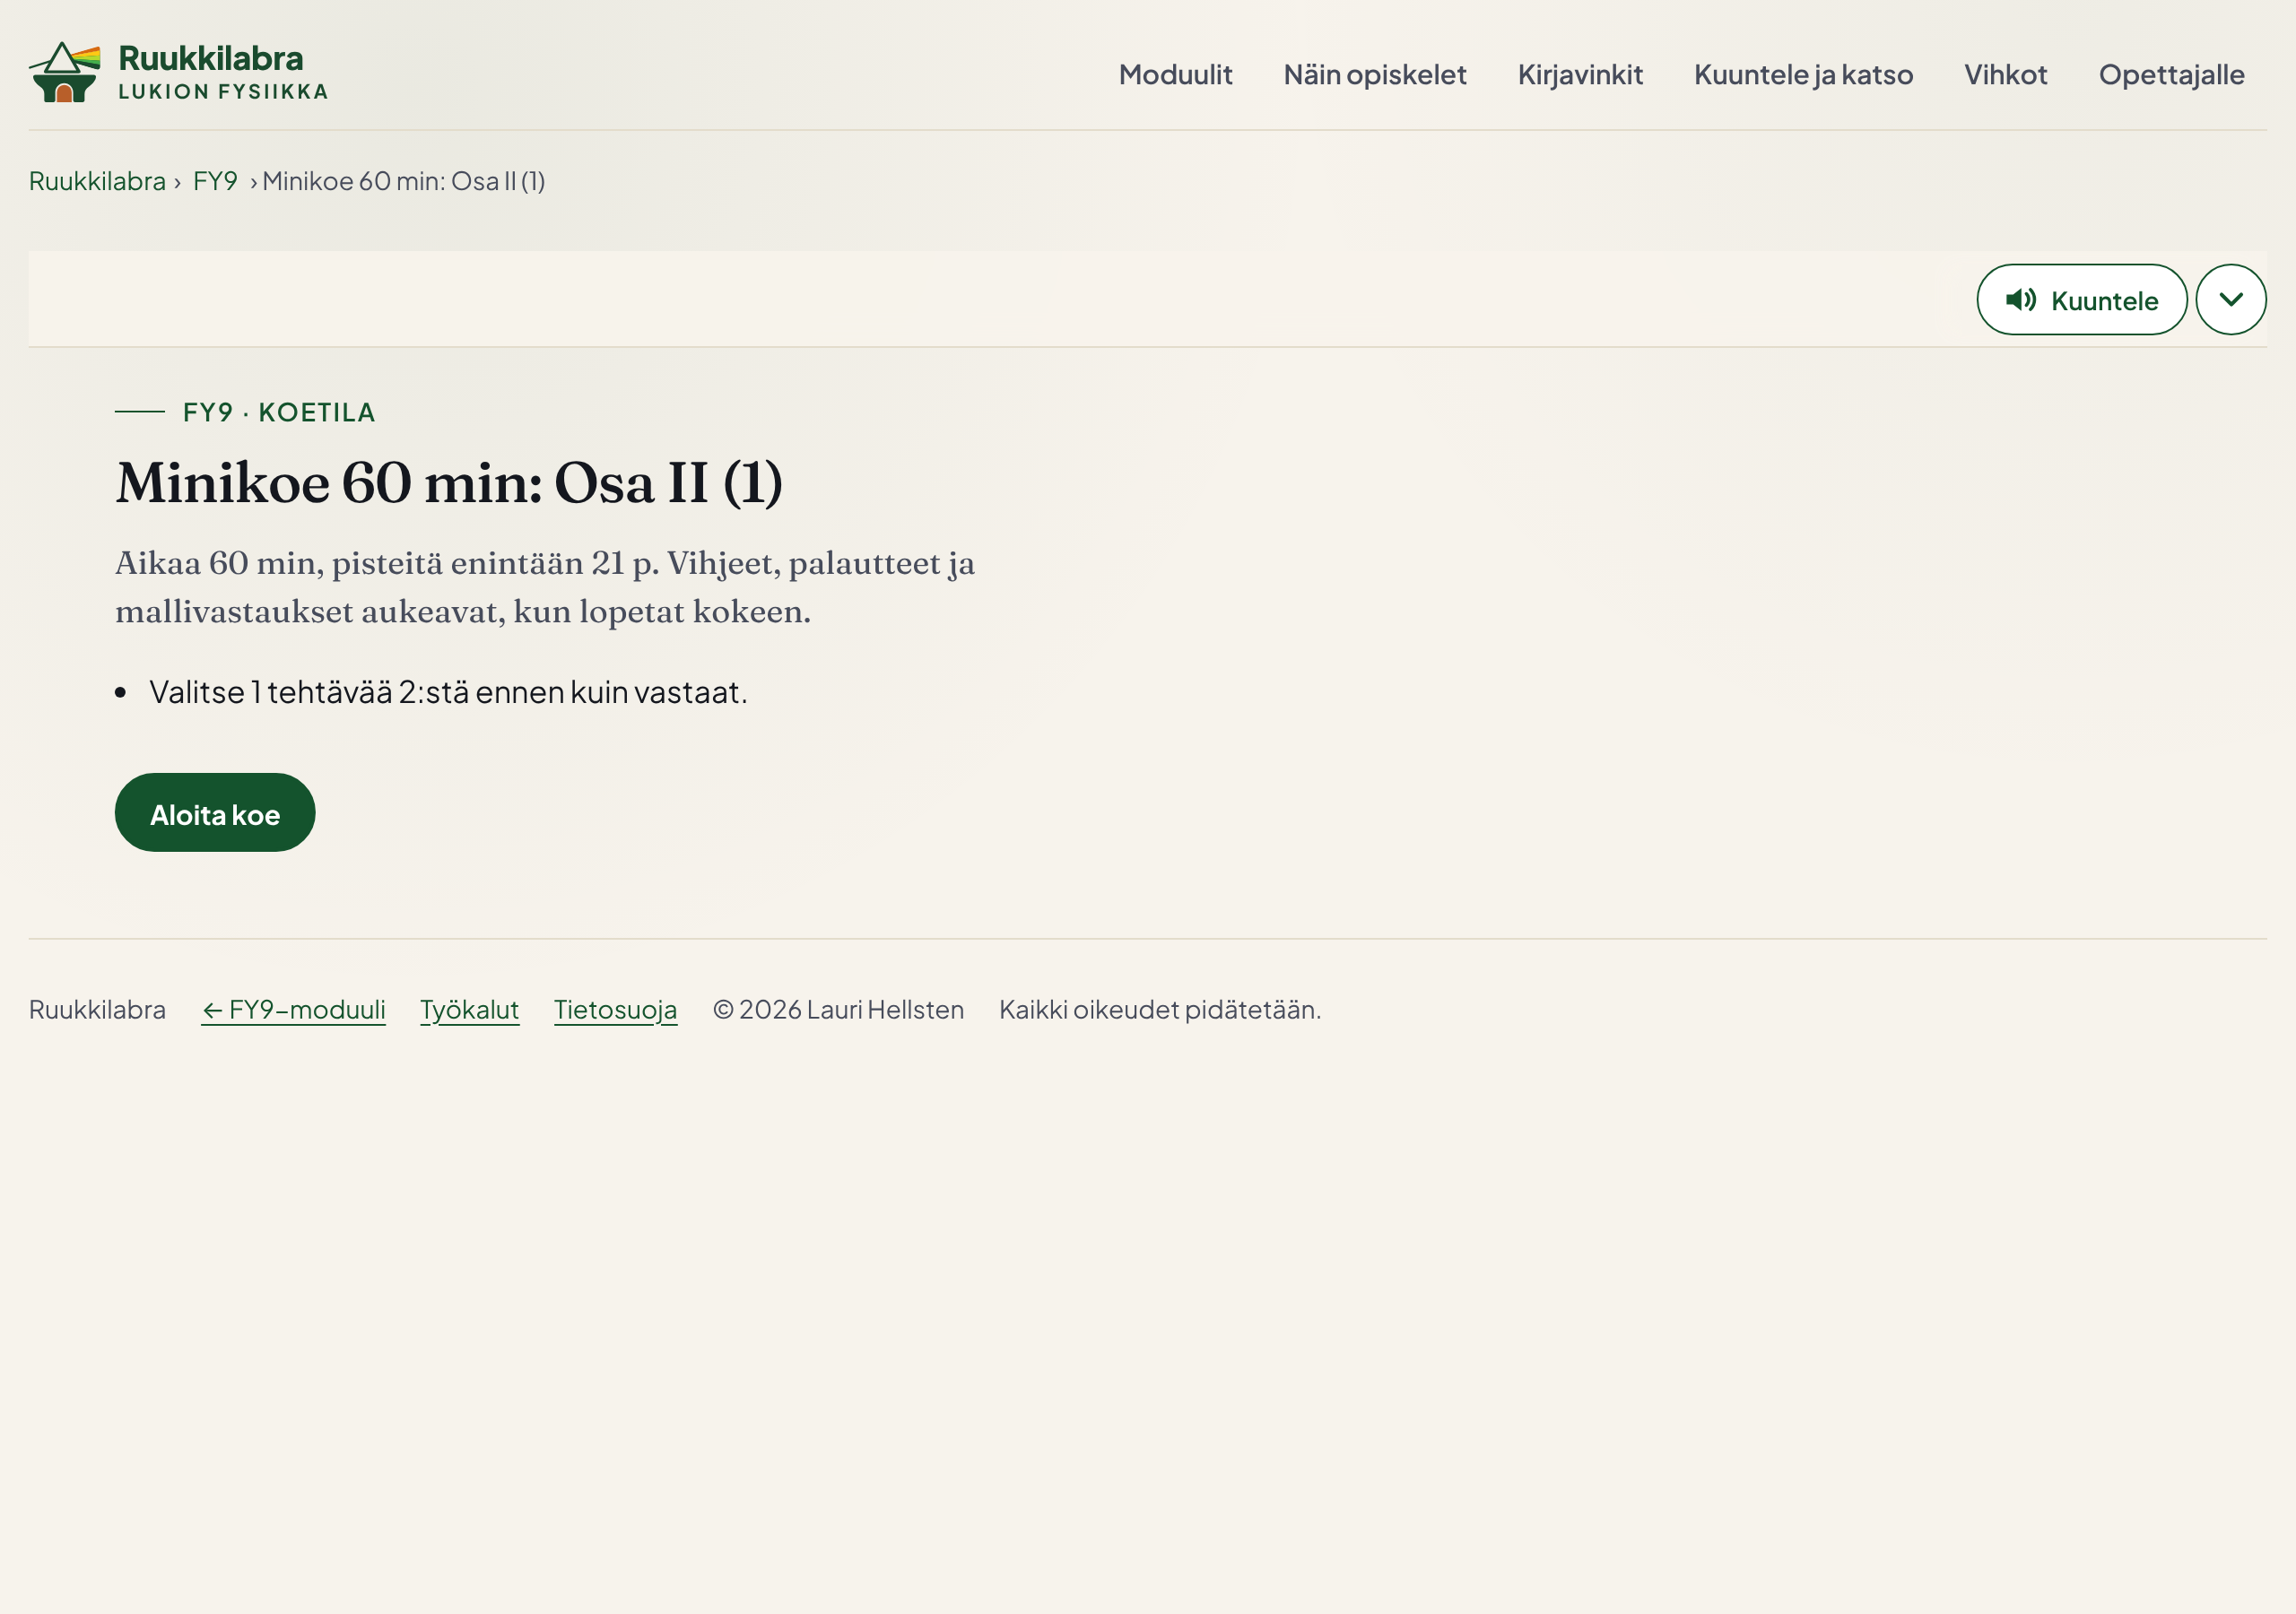 Ruukkilabra
LUKION FYSIIKKA
Moduulit Näin opiskelet Kirjavinkit Kuuntele ja katso Vihkot Opettajalle
Ruukkilabra › FY9 › Minikoe 60 min: Osa II (1)
Kuuntele
FY9 · KOETILA
Minikoe 60 min: Osa II (1)
Aikaa 60 min, pisteitä enintään 21 p. Vihjeet, palautteet ja
mallivastaukset aukeavat, kun lopetat kokeen.
• Valitse 1 tehtävää 2:stä ennen kuin vastaat.
Aloita koe
Ruukkilabra ← FY9-moduuli Työkalut Tietosuoja © 2026 Lauri Hellsten Kaikki oikeudet pidätetään.